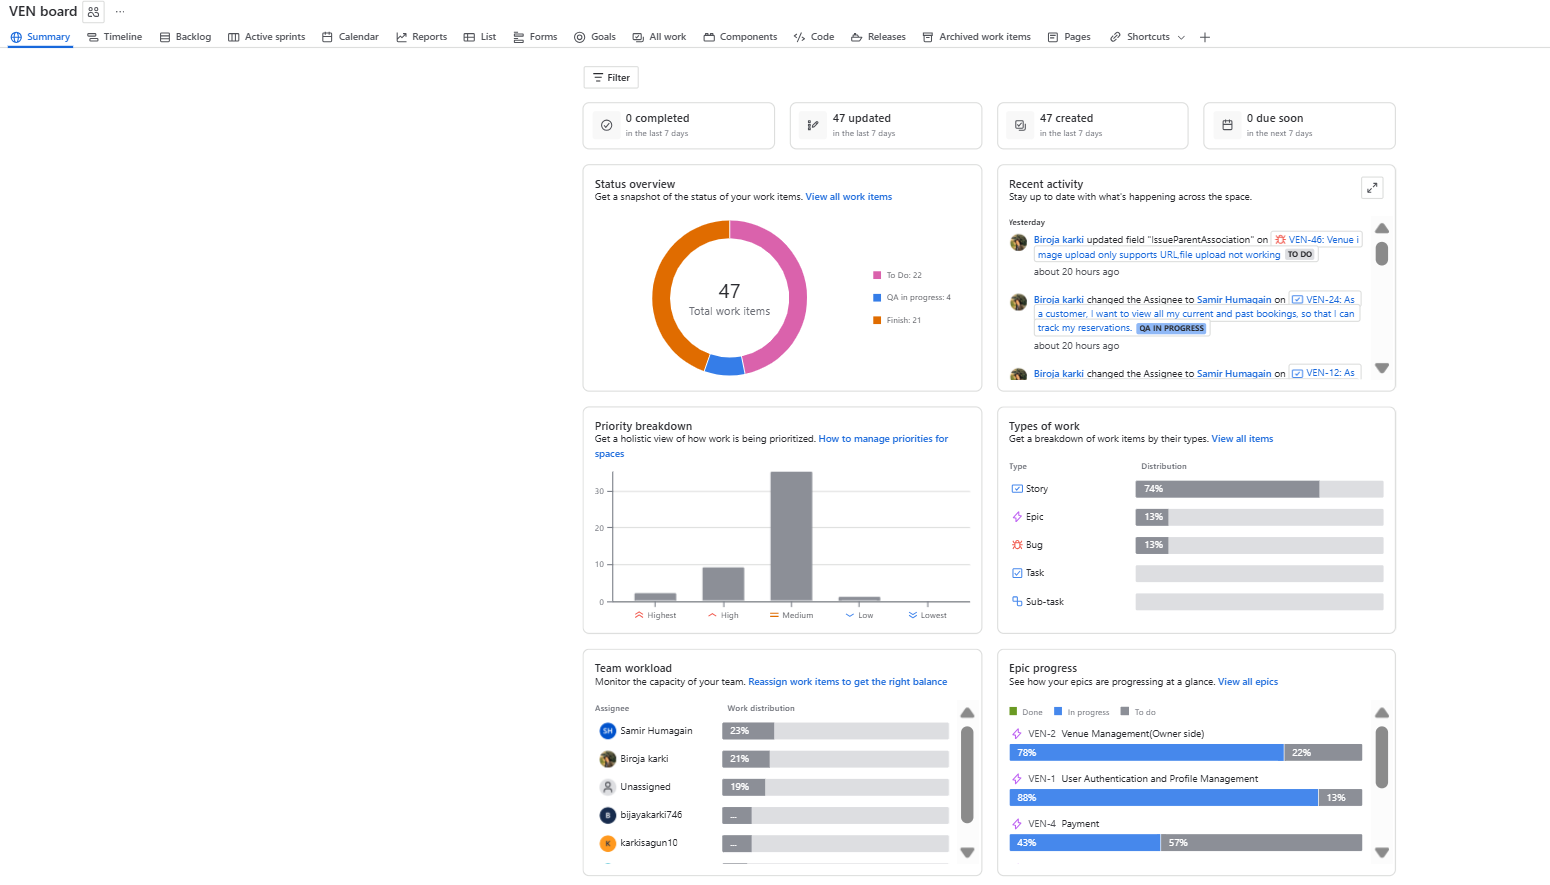 VEN board
Summary Timeline Backlog Active sprints Calendar Reports List Forms Goals All work Components Code Releases Archived work items Pages Shortcuts
Filter
0 completed
in the last 7 days
47 updated
in the last 7 days
47 created
in the last 7 days
0 due soon
in the next 7 days
Status overview
Get a snapshot of the status of your work items. View all work items
47
Total work items
To Do: 22
QA in progress: 4
Finish: 21
Recent activity
Stay up to date with what's happening across the space.
Yesterday
Biroja karki updated field "IssueParentAssociation" on VEN-46: Venue i
mage upload only supports URL,file upload not working TO DO
about 20 hours ago
Biroja karki changed the Assignee to Samir Humagain on VEN-24: As
a customer, I want to view all my current and past bookings, so that I can
track my reservations. QA IN PROGRESS
about 20 hours ago
Biroja karki changed the Assignee to Samir Humagain on VEN-12: As
Priority breakdown
Get a holistic view of how work is being prioritized. How to manage priorities for
spaces
30
20
10
0
Highest High Medium Low Lowest
Types of work
Get a breakdown of work items by their types. View all items
Type Distribution
Story 74%
Epic 13%
Bug 13%
Task
Sub-task
Team workload
Monitor the capacity of your team. Reassign work items to get the right balance
Assignee Work distribution
SH Samir Humagain 23%
Biroja karki 21%
Unassigned 19%
B bijayakarki746 ...
K karkisagun10 ...
Epic progress
See how your epics are progressing at a glance. View all epics
Done In progress To do
VEN-2 Venue Management(Owner side)
78% 22%
VEN-1 User Authentication and Profile Management
88% 13%
VEN-4 Payment
43% 57%